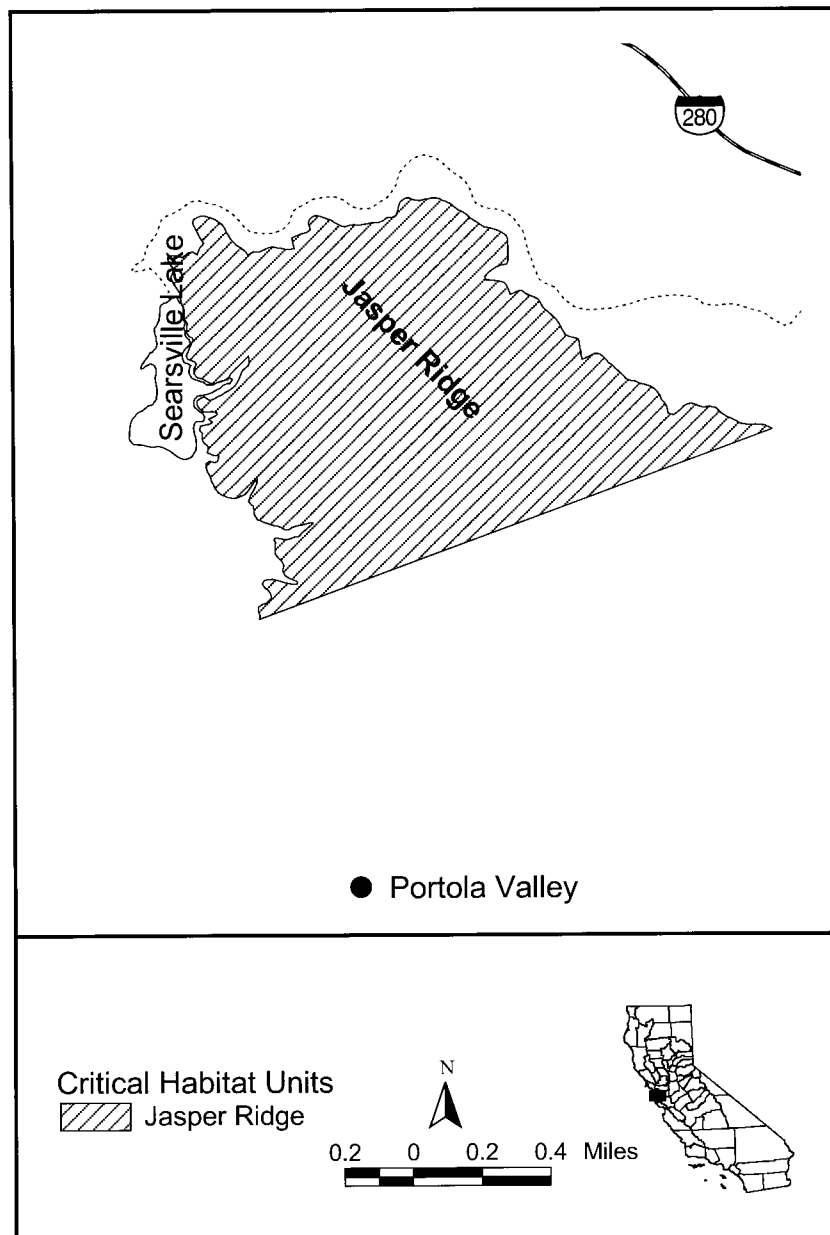 280
Searsville Lake
Jasper Ridge
Portola Valley
Critical Habitat Units
Jasper Ridge
N
0.2 0 0.2 0.4 Miles